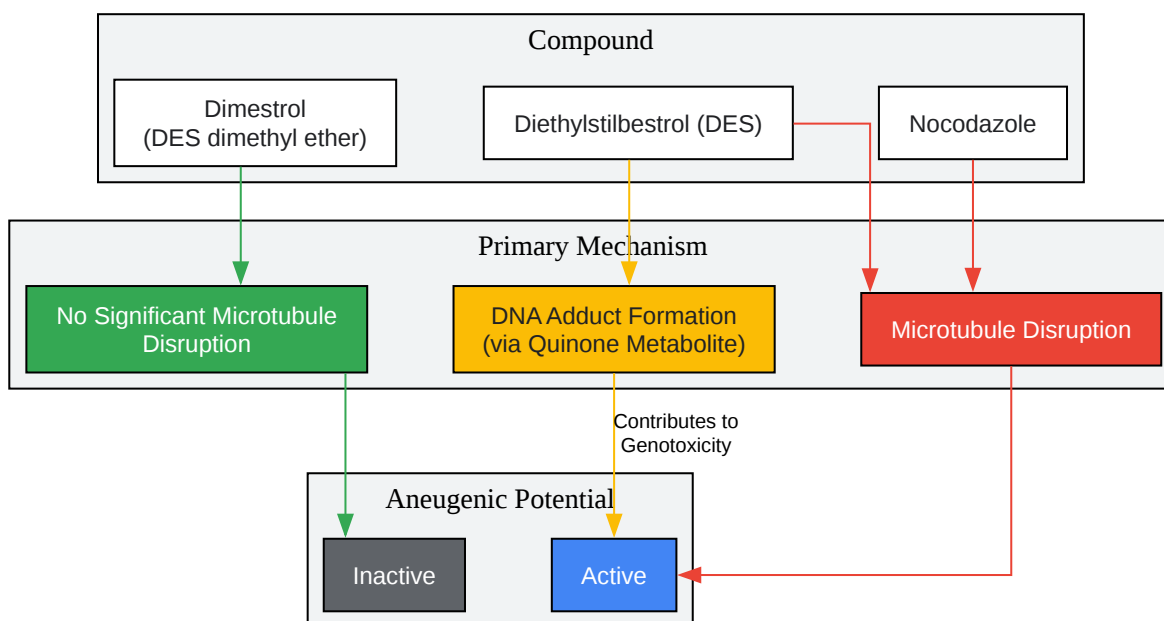 Compound
Dimestrol
(DES dimethyl ether)
Diethylstilbestrol (DES)
Nocodazole
Primary Mechanism
No Significant Microtubule
Disruption
DNA Adduct Formation
(via Quinone Metabolite)
Microtubule Disruption
Contributes to
Genotoxicity
Aneugenic Potential
Inactive
Active